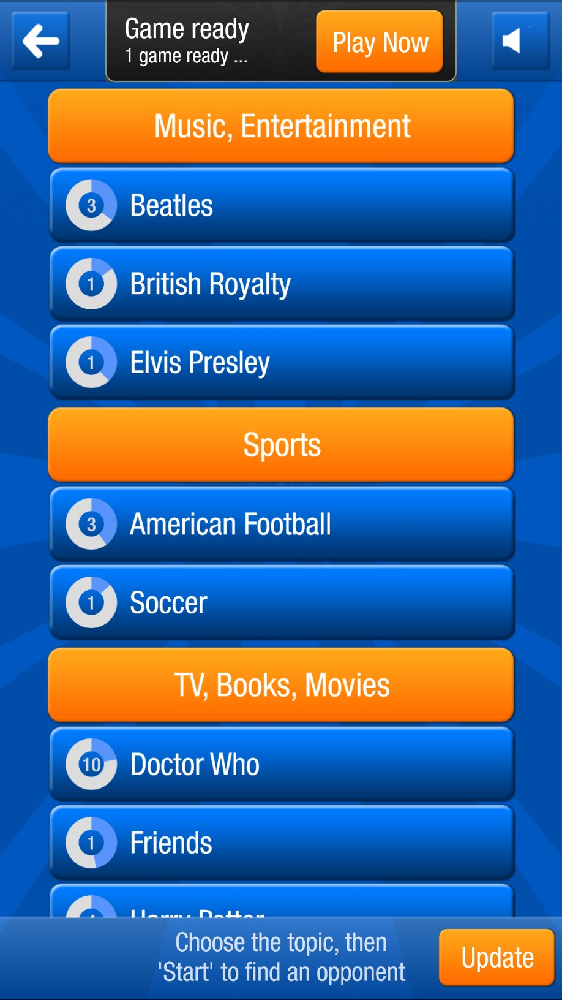 Game ready
1 game ready ...
Play Now
Music, Entertainment
3 Beatles
1 British Royalty
1 Elvis Presley
Sports
3 American Football
1 Soccer
TV, Books, Movies
10 Doctor Who
1 Friends
Harry Potter
Choose the topic, then
'Start' to find an opponent
Update